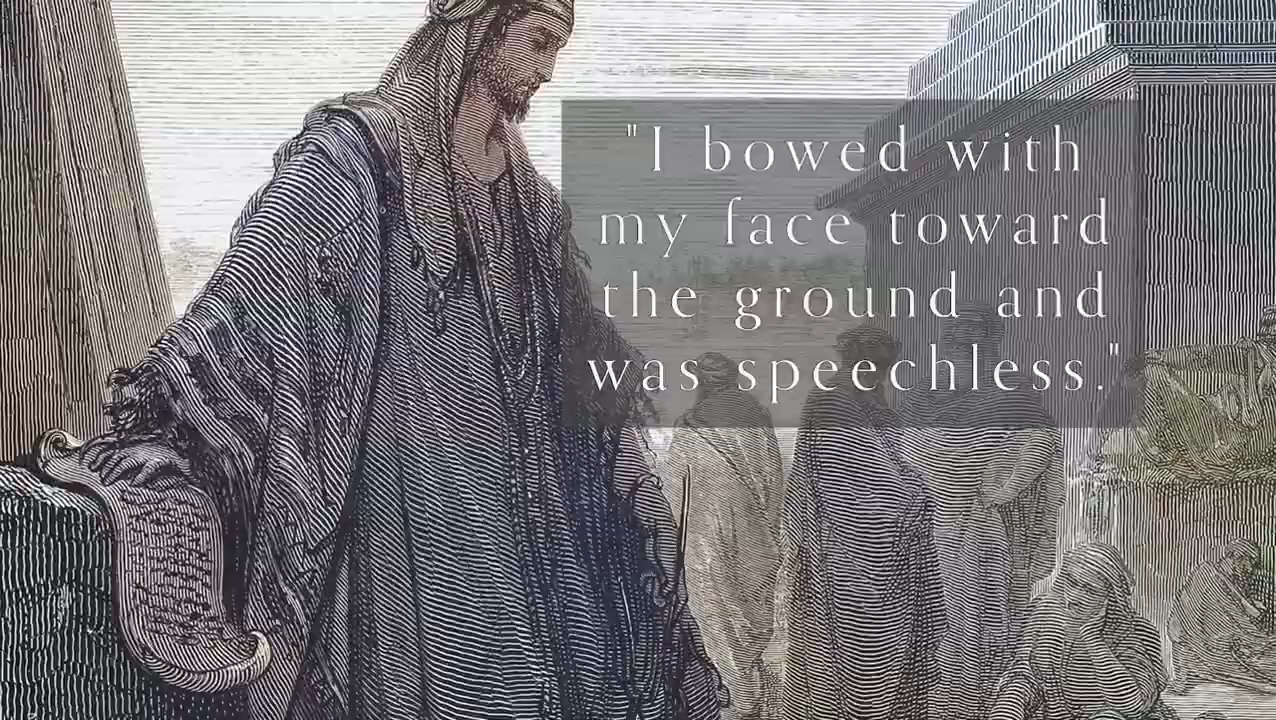 "I bowed with
my face toward
the ground and
was speechless."